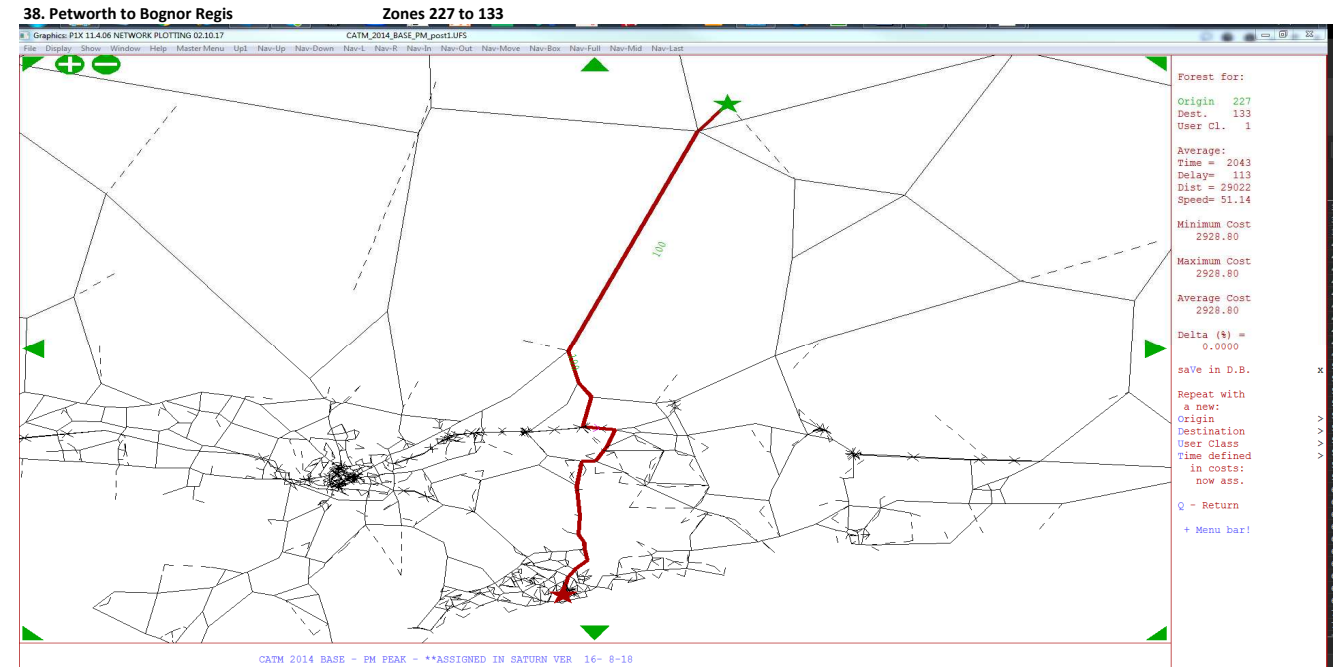 38. Petworth to Bognor Regis Zones 227 to 133
Graphics: P1X 11.4.06 NETWORK PLOTTING 02.10.17 CATM_2014_BASE_PM_post1.UFS
File Display Show Window Help Master Menu Up1 Nav-Up Nav-Down Nav-L Nav-R Nav-In Nav-Out Nav-Move Nav-Box Nav-Full Nav-Mid Nav-Last
Forest for:
Origin 227
Dest. 133
User Cl. 1
Average:
Time = 2043
Delay= 113
Dist = 29022
Speed= 51.14
Minimum Cost
2928.80
Maximum Cost
2928.80
Average Cost
2928.80
Delta (%) =
0.0000
saVe in D.B. x
Repeat with
a new:
Origin >
Destination >
User Class >
Time defined >
in costs:
now ass.
Q - Return
+ Menu bar!
100
100
CATM 2014 BASE - PM PEAK - **ASSIGNED IN SATURN VER 16- 8-18